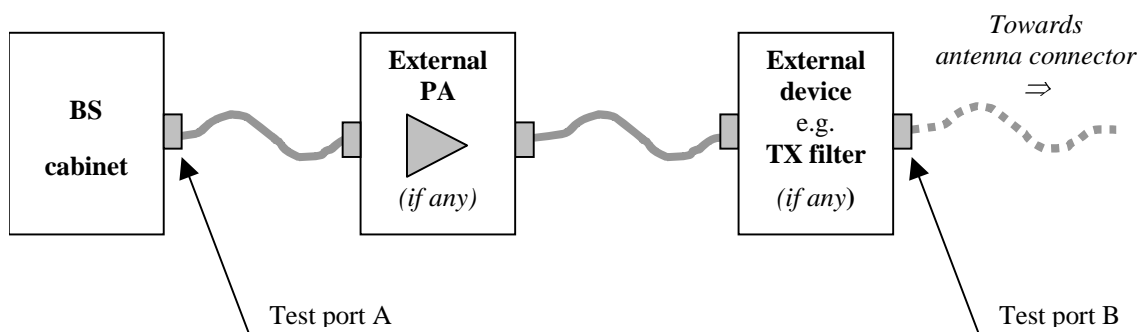 BS
cabinet
External
PA
(if any)
External
device
e.g.
TX filter
(if any)
Towards
antenna connector
⇒
Test port A
Test port B